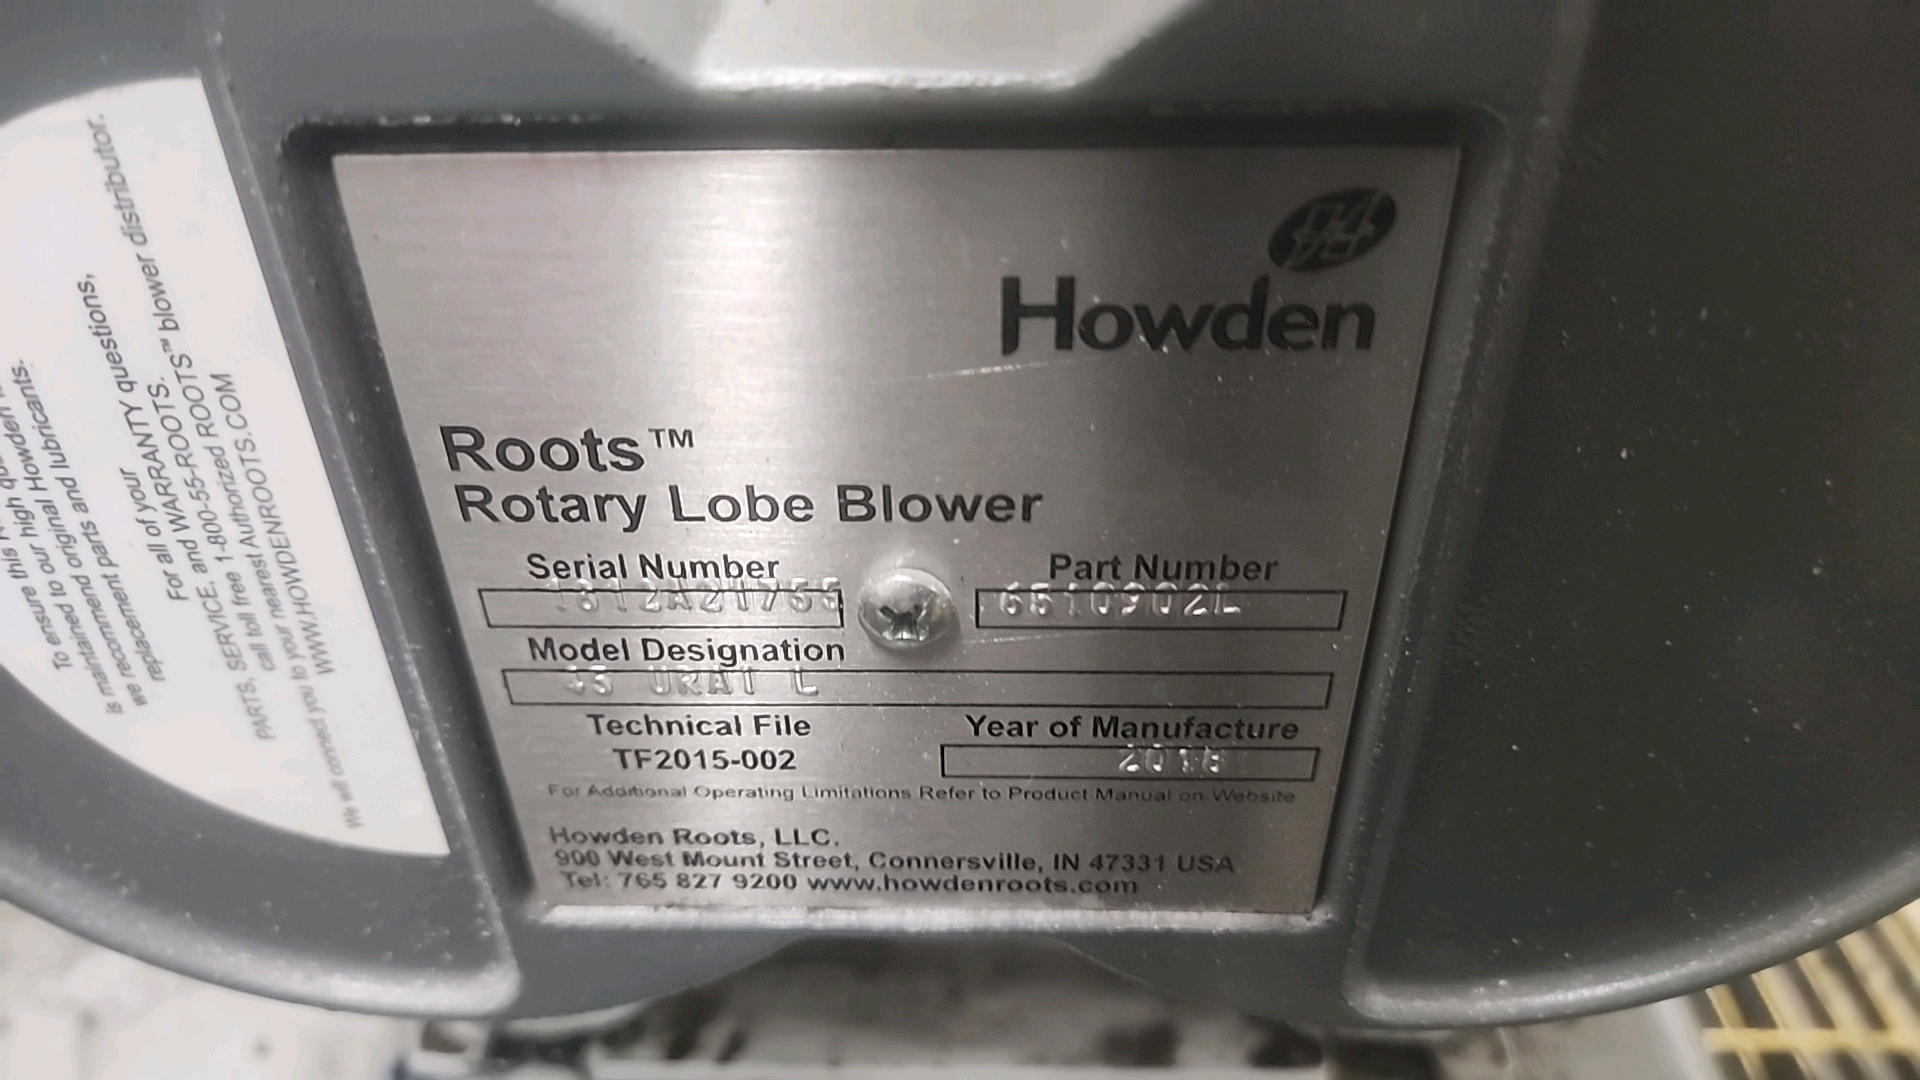 Howden
Roots™
Rotary Lobe Blower
Serial Number
Part Number
6510902L
Model Designation
URAI L
Technical File
Year of Manufacture
TF2015-002
2018
For Additional Operating Limitations Refer to Product Manual on Website
Howden Roots, LLC.
900 West Mount Street, Connersville, IN 47331 USA
Tel: 765 827 9200 www.howdenroots.com
To ensure this high
is maintained to our original Howden
we recommend parts and lubricants.
replacement parts and
For all of your WARRANTY questions,
PARTS, SERVICE, and WARRANTY
call toll free 1-800-55-ROOTS.
We will connect you to your nearest Authorized ROOTS™ blower distributor.
WWW.HOWDENROOTS.COM